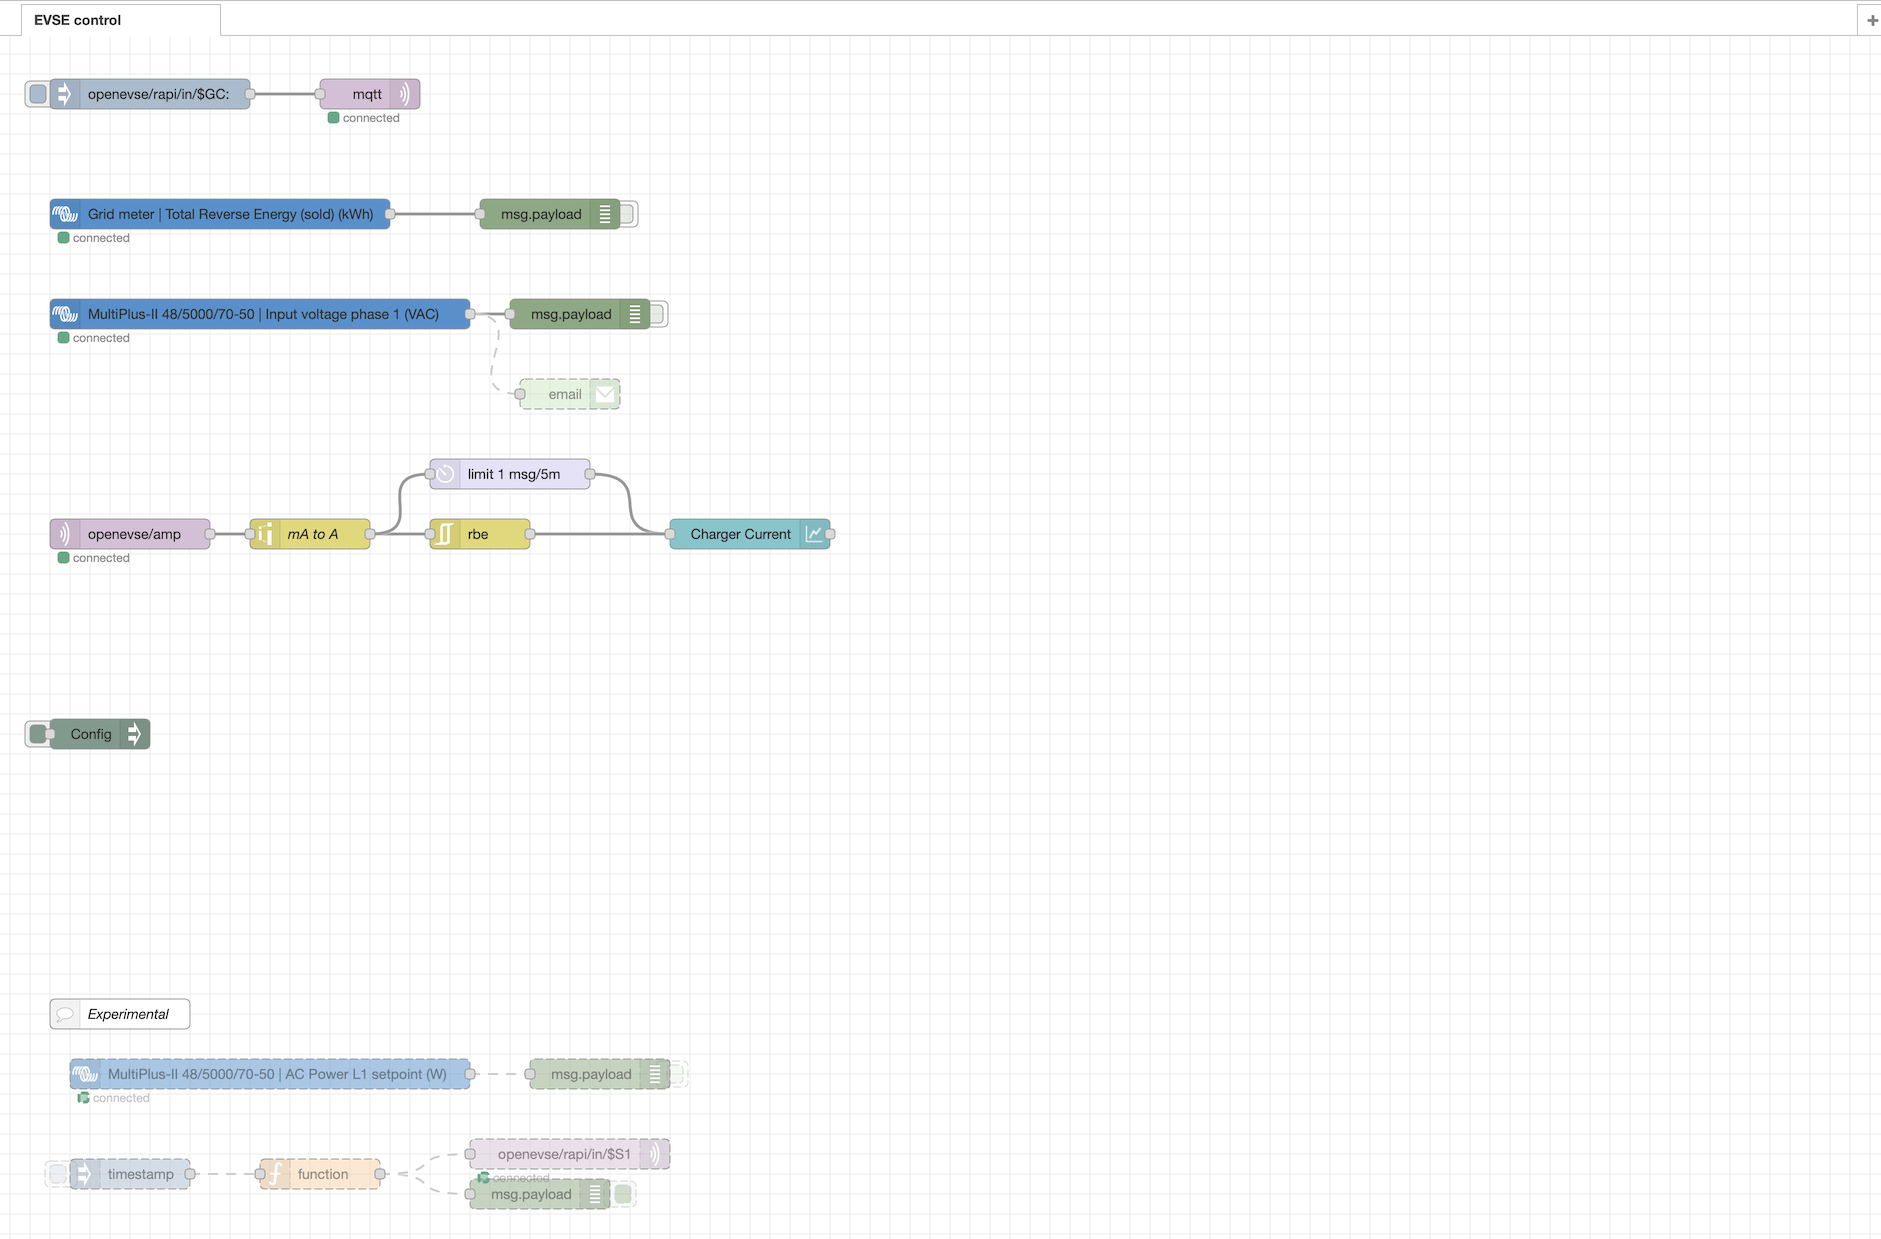 EVSE control
openevse/rapi/in/$GC:
mqtt
connected
Grid meter | Total Reverse Energy (sold) (kWh)
msg.payload
connected
MultiPlus-II 48/5000/70-50 | Input voltage phase 1 (VAC)
msg.payload
connected
email
limit 1 msg/5m
openevse/amp
mA to A
rbe
Charger Current
connected
Config
Experimental
MultiPlus-II 48/5000/70-50 | AC Power L1 setpoint (W)
msg.payload
connected
openevse/rapi/in/$S1
timestamp
function
connected
msg.payload